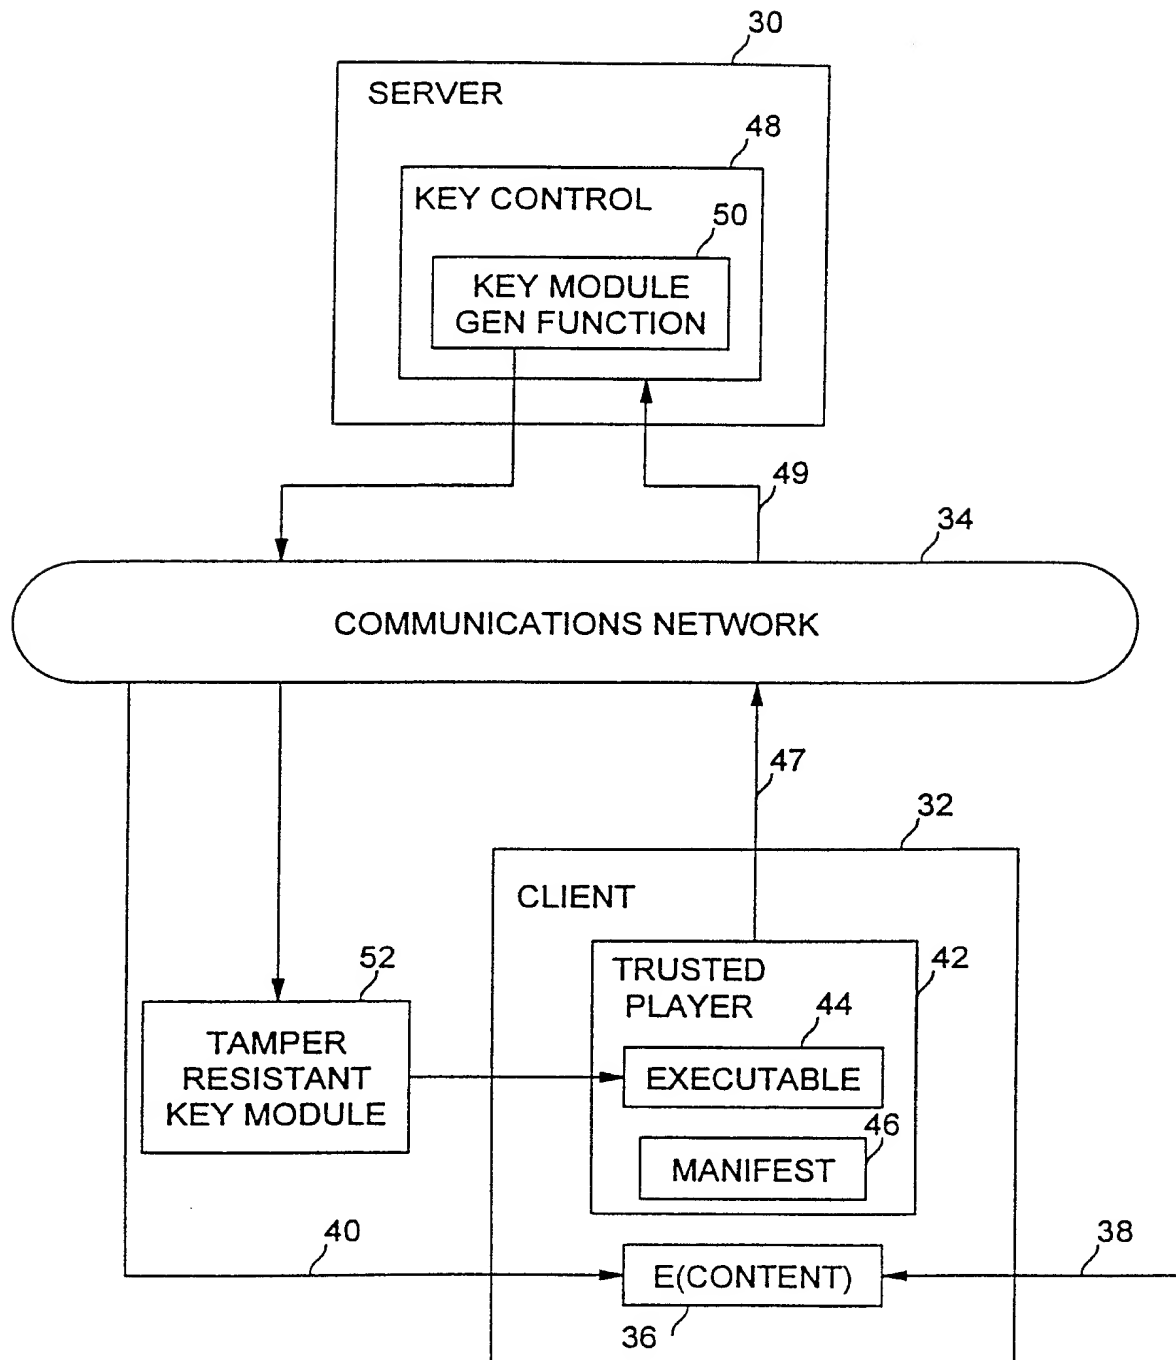 30
SERVER
48
KEY CONTROL
50
KEY MODULE
GEN FUNCTION
49
34
COMMUNICATIONS NETWORK
47
32
CLIENT
52
TRUSTED
PLAYER
42
44
TAMPER
RESISTANT
KEY MODULE
EXECUTABLE
46
MANIFEST
40
38
E(CONTENT)
36